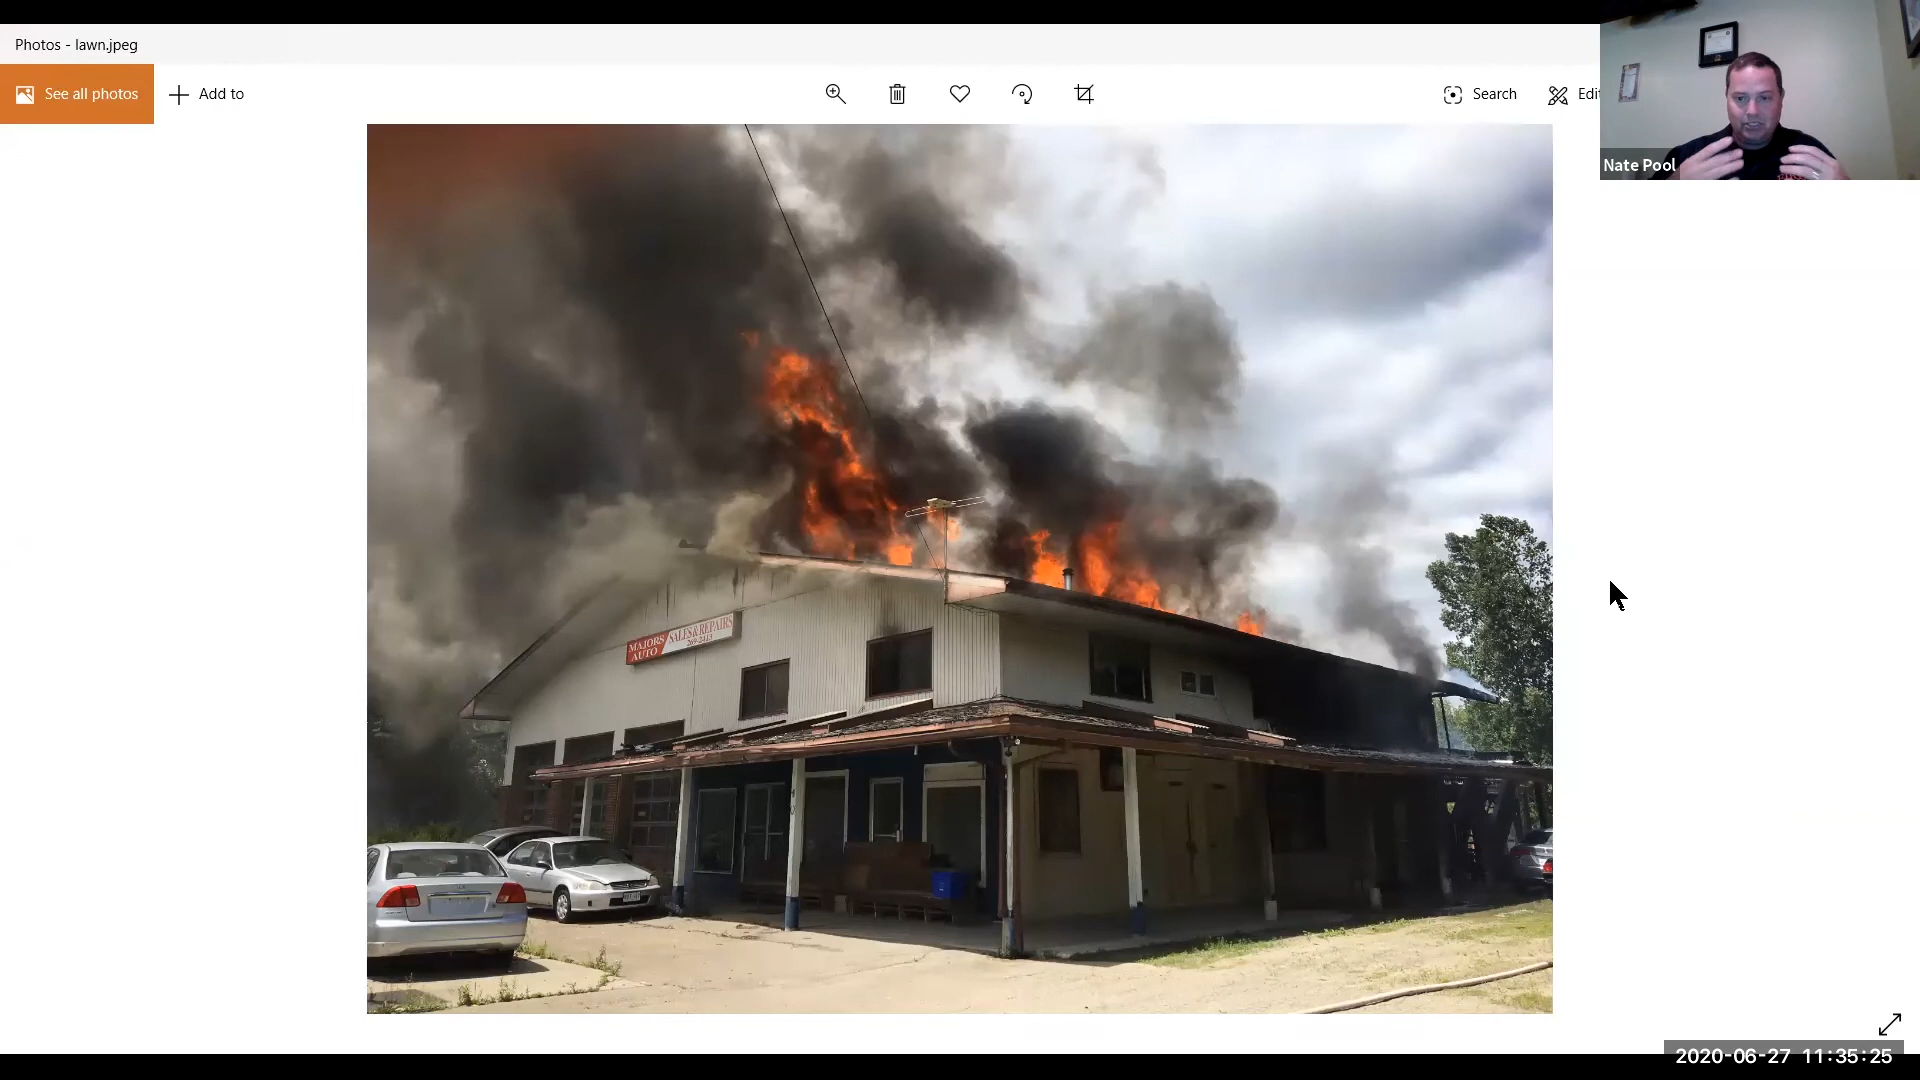 Photos - lawn.jpeg
See all photos
Add to
Search
Edit
Nate Pool
MAJORS AUTO
SALES & REPAIRS
2020-06-27 11:35:25